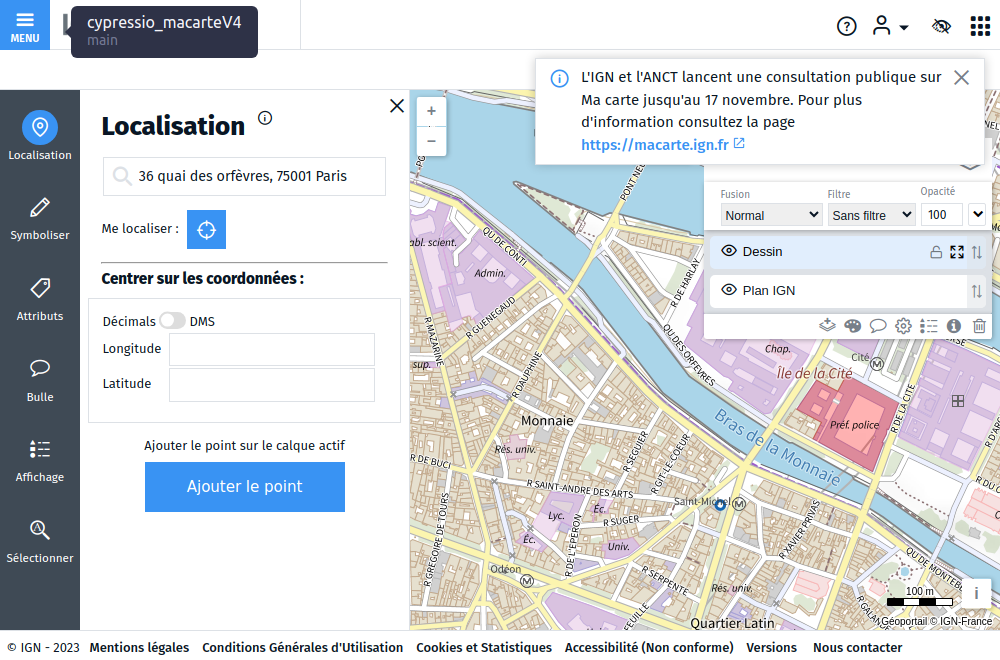 MENU
cypressio_macarteV4
main
L'IGN et l'ANCT lancent une consultation publique sur
Ma carte jusqu'au 17 novembre. Pour plus
d'information consultez la page
https://macarte.ign.fr
Localisation
Symboliser
Attributs
Bulle
Affichage
Sélectionner
Localisation
36 quai des orfèvres, 75001 Paris
Me localiser :
Centrer sur les coordonnées :
Décimals
DMS
Longitude
Latitude
Ajouter le point sur le calque actif
Ajouter le point
+
−
Fusion
Filtre
Opacité
Normal
Sans filtre
100
Dessin
Plan IGN
PONT NEU
abl. scient.
QU DE CONTI
Admin.
R DE HARLAY
R GUENEGAUD
R MAZARINE
QU DES ORFEVRES
Chap.
Cité
Île de la Cité
sup.
R DAUPHINE
R DE LA CITE
Monnaie
Bras de la Monnaie
Préf. police
R D'ARC
Rés. univ.
R DE BUCI
R SEGUIER
R GIT-LE-COEUR
R SAINT-ANDRE DES ARTS
Saint-Michel
Lyc.
Éc.
R SUGER
R DE L'EPERON
R GREGOIRE DE TOURS
Éc.
Univ.
R XAVIER PRIVAS
Odéon
R SERPENTE
Rés. univ.
QU DE MONTEB
R GALAN
Quartier Latin
100 m
i
Géoportail © IGN-France
© IGN - 2023
Mentions légales
Conditions Générales d'Utilisation
Cookies et Statistiques
Accessibilité (Non conforme)
Versions
Nous contacter